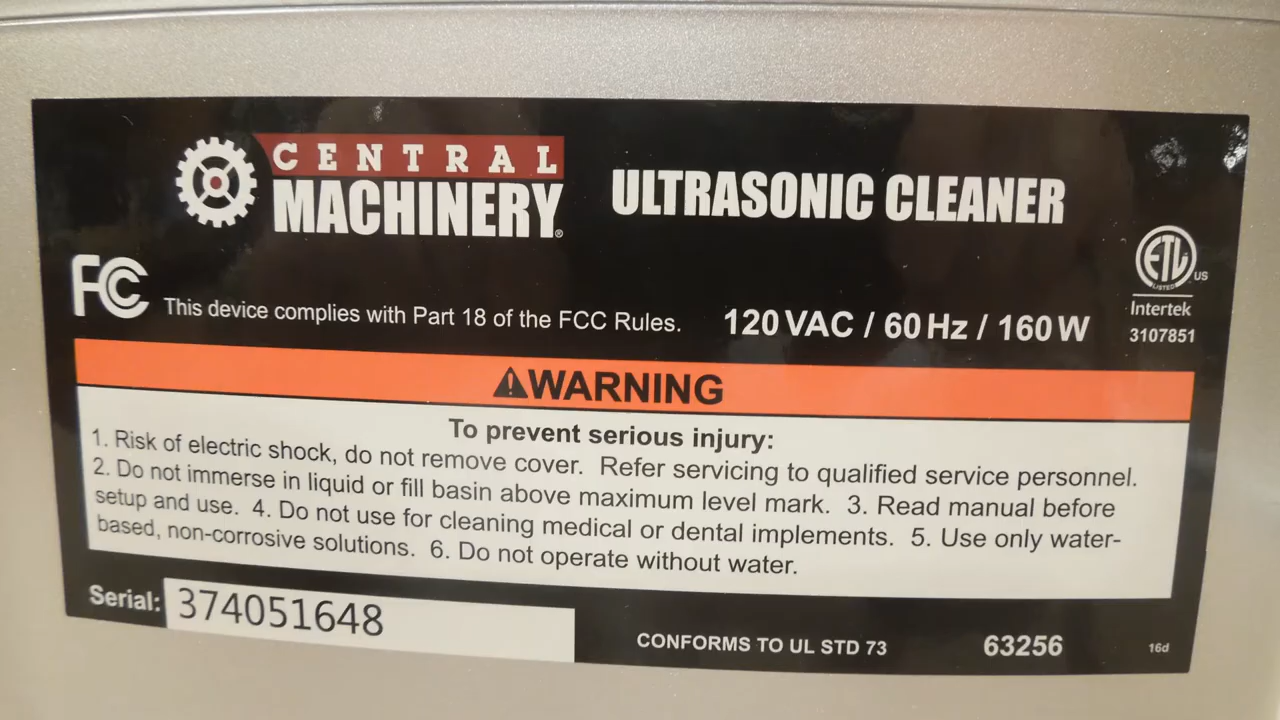 CENTRAL
MACHINERY®
ULTRASONIC CLEANER
FC
ETL
LISTED
US
Intertek
3107851
This device complies with Part 18 of the FCC Rules.
120 VAC / 60 Hz / 160 W
WARNING
To prevent serious injury:
1. Risk of electric shock, do not remove cover. Refer servicing to qualified service personnel.
2. Do not immerse in liquid or fill basin above maximum level mark. 3. Read manual before
setup and use. 4. Do not use for cleaning medical or dental implements. 5. Use only water-
based, non-corrosive solutions. 6. Do not operate without water.
Serial: 374051648
CONFORMS TO UL STD 73
63256
16d